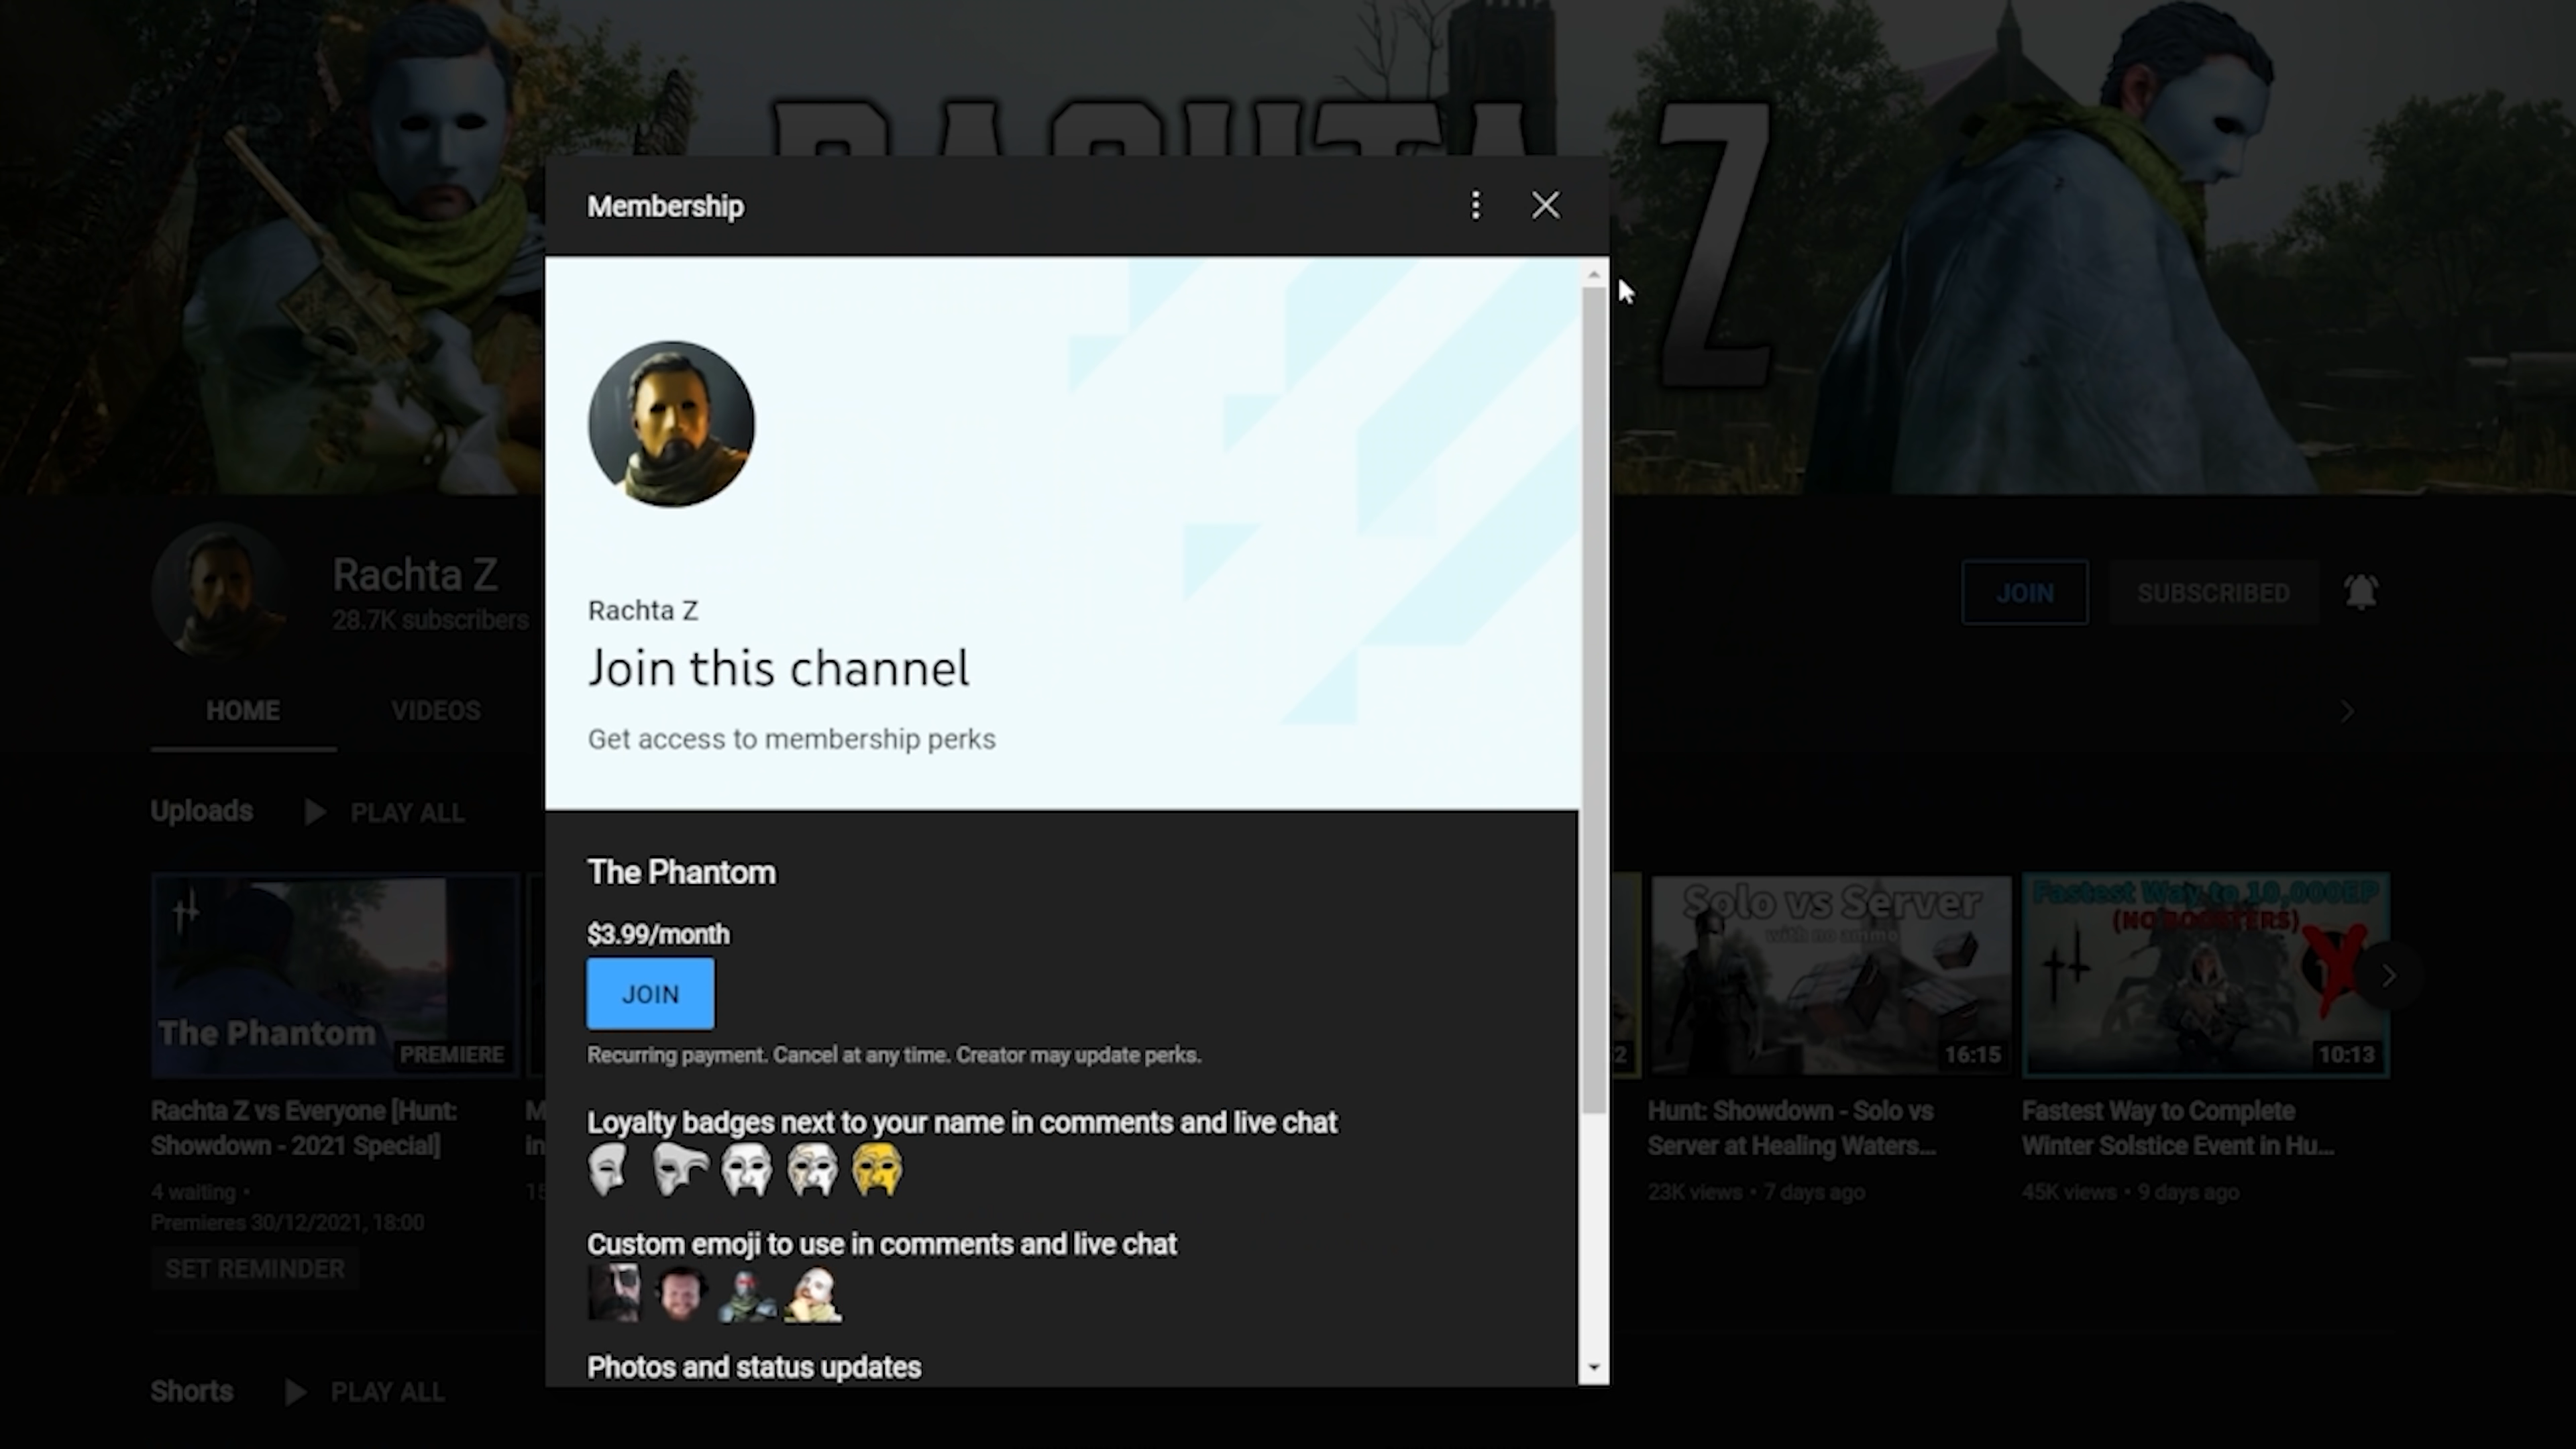 RACHTA Z
Membership
Rachta Z
Join this channel
Get access to membership perks
The Phantom
$3.99/month
JOIN
Recurring payment. Cancel at any time. Creator may update perks.
Loyalty badges next to your name in comments and live chat
Custom emoji to use in comments and live chat
Photos and status updates
Rachta Z
28.7K subscribers
JOIN
SUBSCRIBED
HOME
VIDEOS
Uploads
PLAY ALL
The Phantom
PREMIERE
Rachta Z vs Everyone [Hunt:
Showdown - 2021 Special]
4 waiting •
Premieres 30/12/2021, 18:00
SET REMINDER
Solo vs Server
with no ammo
16:15
Hunt: Showdown - Solo vs
Server at Healing Waters...
23K views • 7 days ago
Fastest Way to 10,000EP
(NO BOOSTERS)
10:13
Fastest Way to Complete
Winter Solstice Event in Hu...
45K views • 9 days ago
Shorts
PLAY ALL